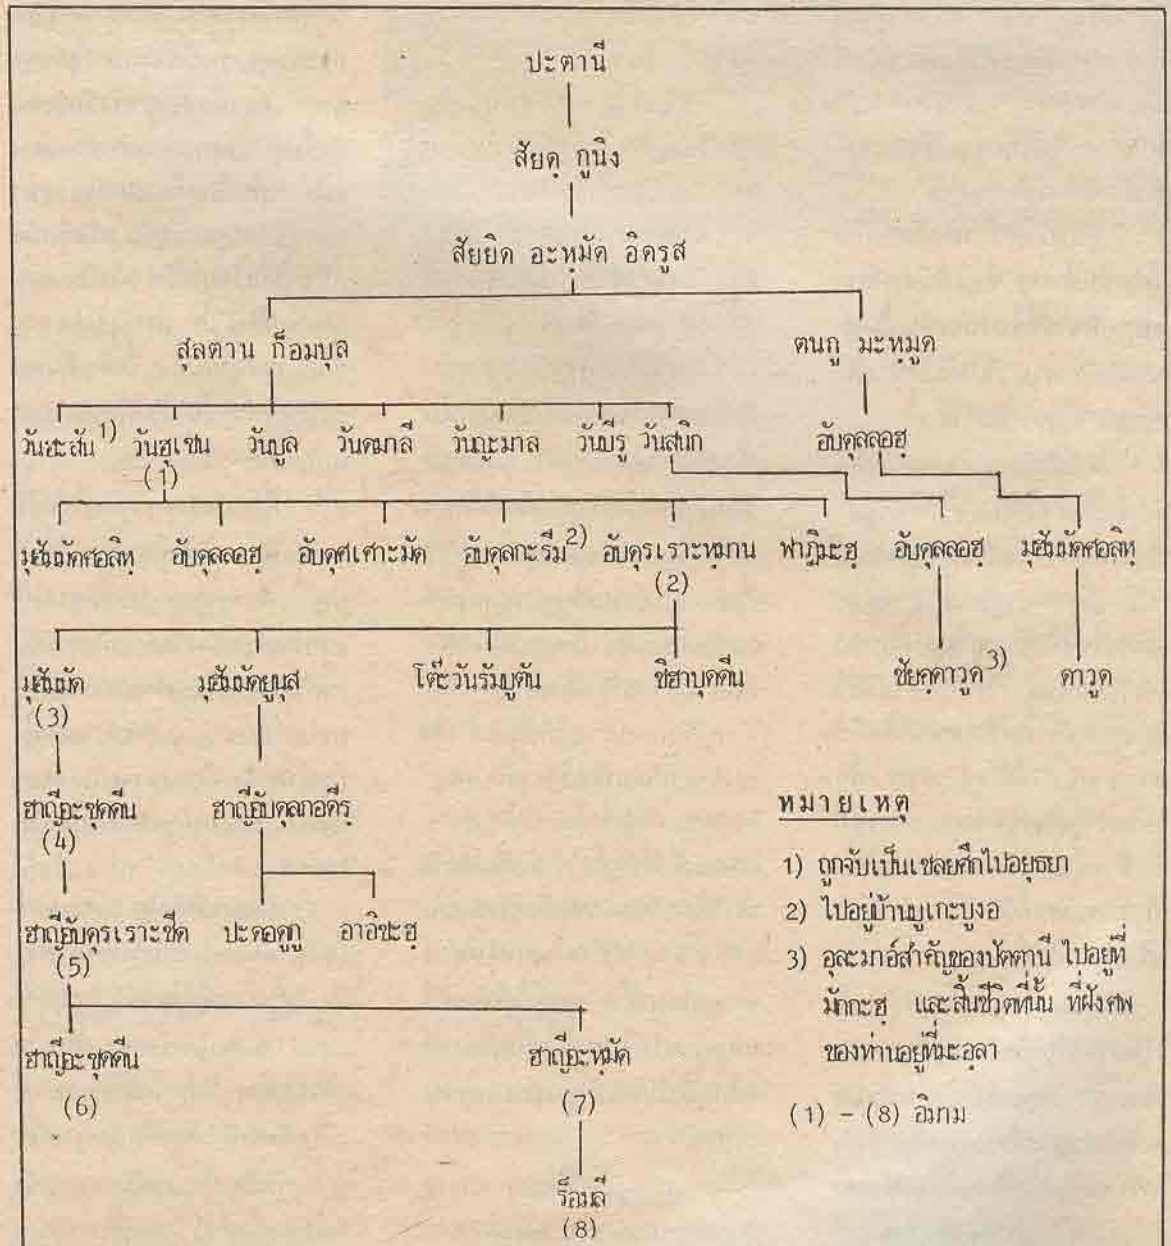 ปะตานี
สัยดฺ กูนิง
สัยยิด อะหฺมัด อิดรูส
สุลตาน ก็อมบุล ตนกู มะหฺมูด
วันฮะสัน 1) วันฮุเซน วันบูล วันดมาลี วันญะมาล วันบีรู วันสนิก อับดุลลอฮฺ
(1)
มุฮัมมัดศอลิหฺ อับดุลลอฮฺ อับดุศเศาะมัด อับดุลกะรีม 2) อับดุรเราะหฺมาน ฟาฏิมะฮฺ อับดุลลอฮฺ มุฮัมมัดศอลิหฺ
(2)
มุฮัมมัด มุฮัมมัดยูนุส โต๊ะวันรัมบูตัน ชิฮาบุดดีน ชัยคฺดาวูด 3) ดาวูด
(3)
ฮาญีอะซุดดีน ฮาญีอับดุลกอดีรฺ
(4)
ฮาญีอับดุรเราะชีด ปะดอดูกู อาอิชะฮฺ
(5)
ฮาญีอะซุดดีน ฮาญีอะหฺมัด
(6) (7)
ร็อมลี
(8)
หมายเหตุ
1) ถูกจับเป็นเชลยศึกไปอยุธยา
2) ไปอยู่บ้านบูเกะบูงอ
3) อุละมาอ์สำคัญของปัตตานี ไปอยู่ที่
มักกะฮฺ และสิ้นชีวิตที่นั้น ที่ฝังศพ
ของท่านอยู่ที่มะอฺลา
(1) - (8) อิมาม